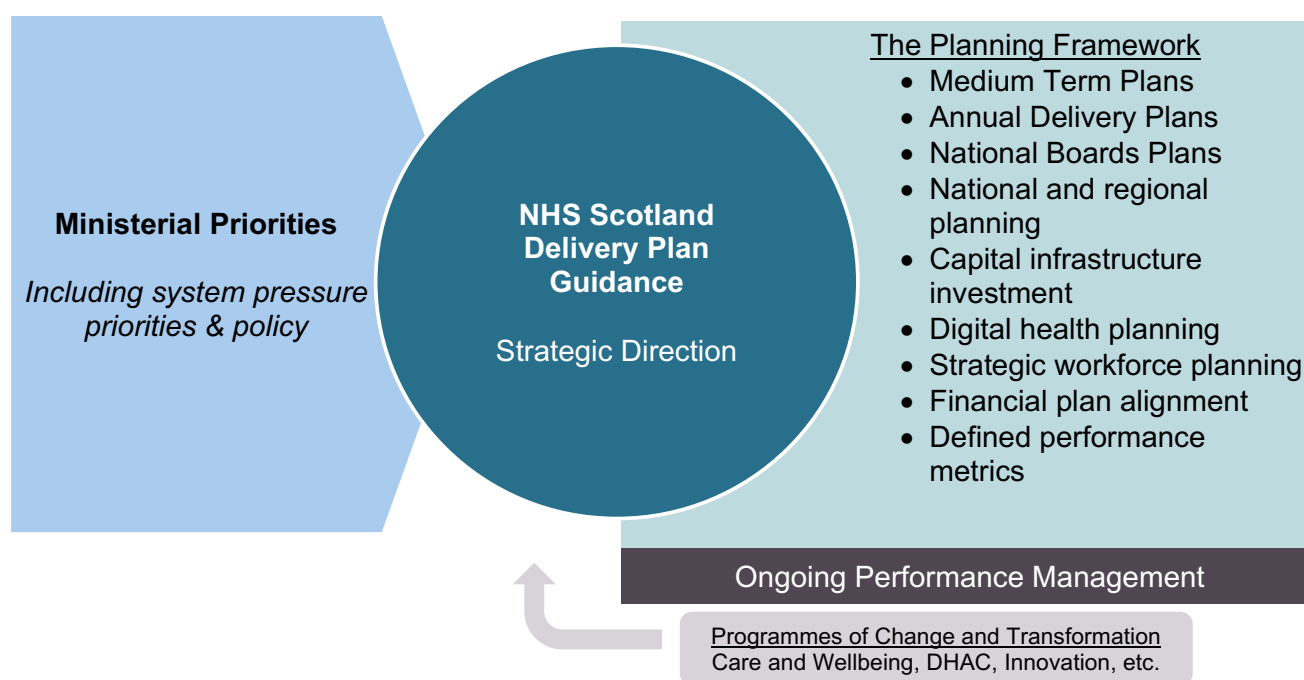 Ministerial Priorities
Including system pressure
priorities & policy
NHS Scotland
Delivery Plan
Guidance
Strategic Direction
The Planning Framework
• Medium Term Plans
• Annual Delivery Plans
• National Boards Plans
• National and regional
planning
• Capital infrastructure
investment
• Digital health planning
• Strategic workforce planning
• Financial plan alignment
• Defined performance
metrics
Ongoing Performance Management
Programmes of Change and Transformation
Care and Wellbeing, DHAC, Innovation, etc.